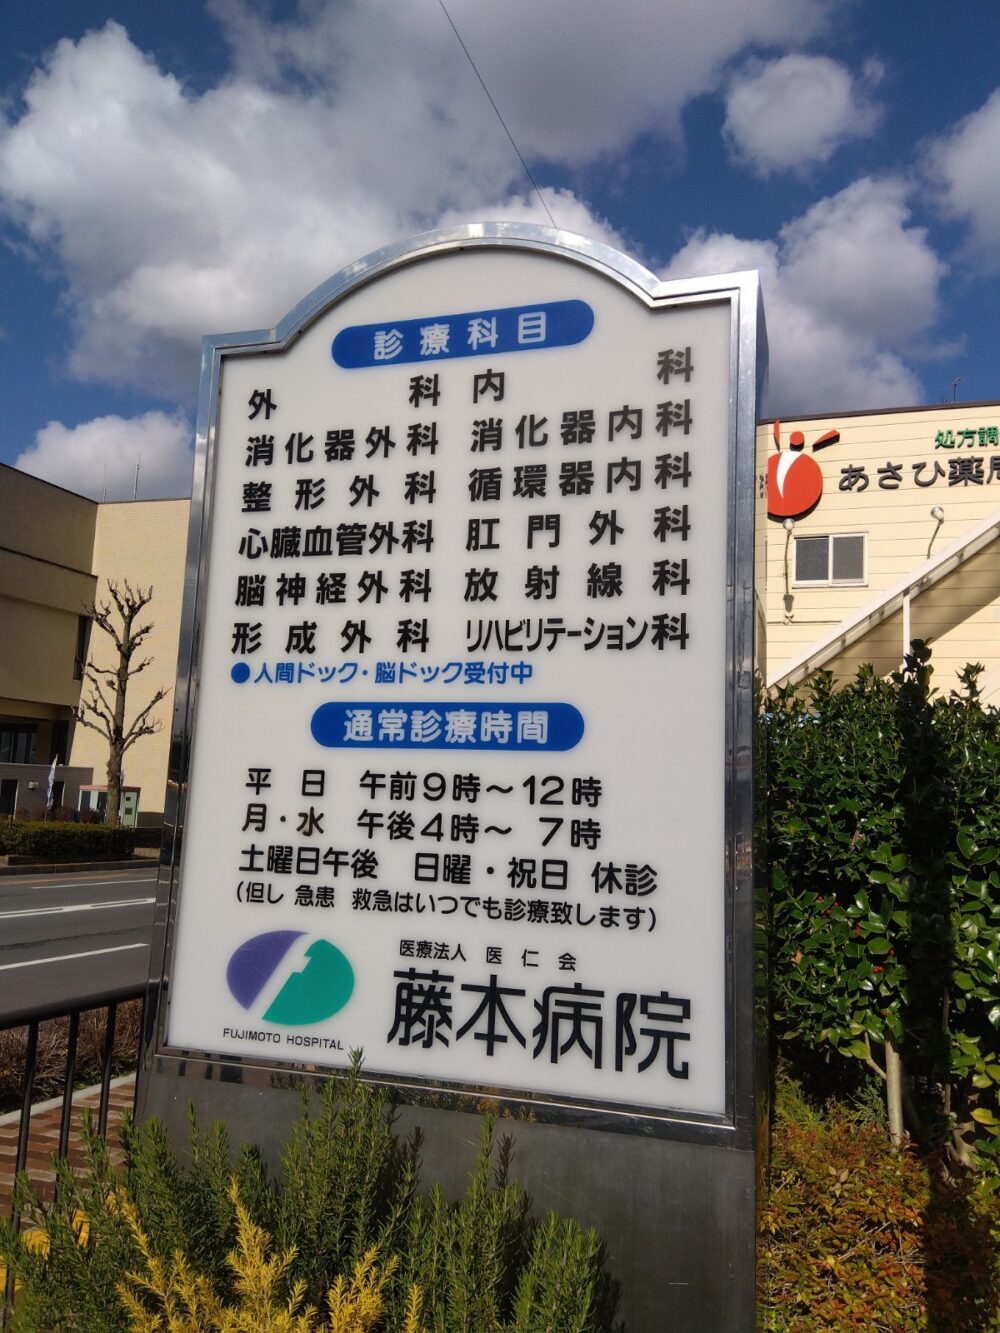 診療科目
外科 内科
消化器外科 消化器内科
整形外科 循環器内科
心臓血管外科 肛門外科
脳神経外科 放射線科
形成外科 リハビリテーション科
●人間ドック・脳ドック受付中
通常診療時間
平日 午前9時～12時
月・水 午後4時～7時
土曜日午後 日曜・祝日 休診
(但し 急患 救急はいつでも診療致します)
医療法人 医仁会
藤本病院
FUJIMOTO HOSPITAL
処方調
あさひ薬局